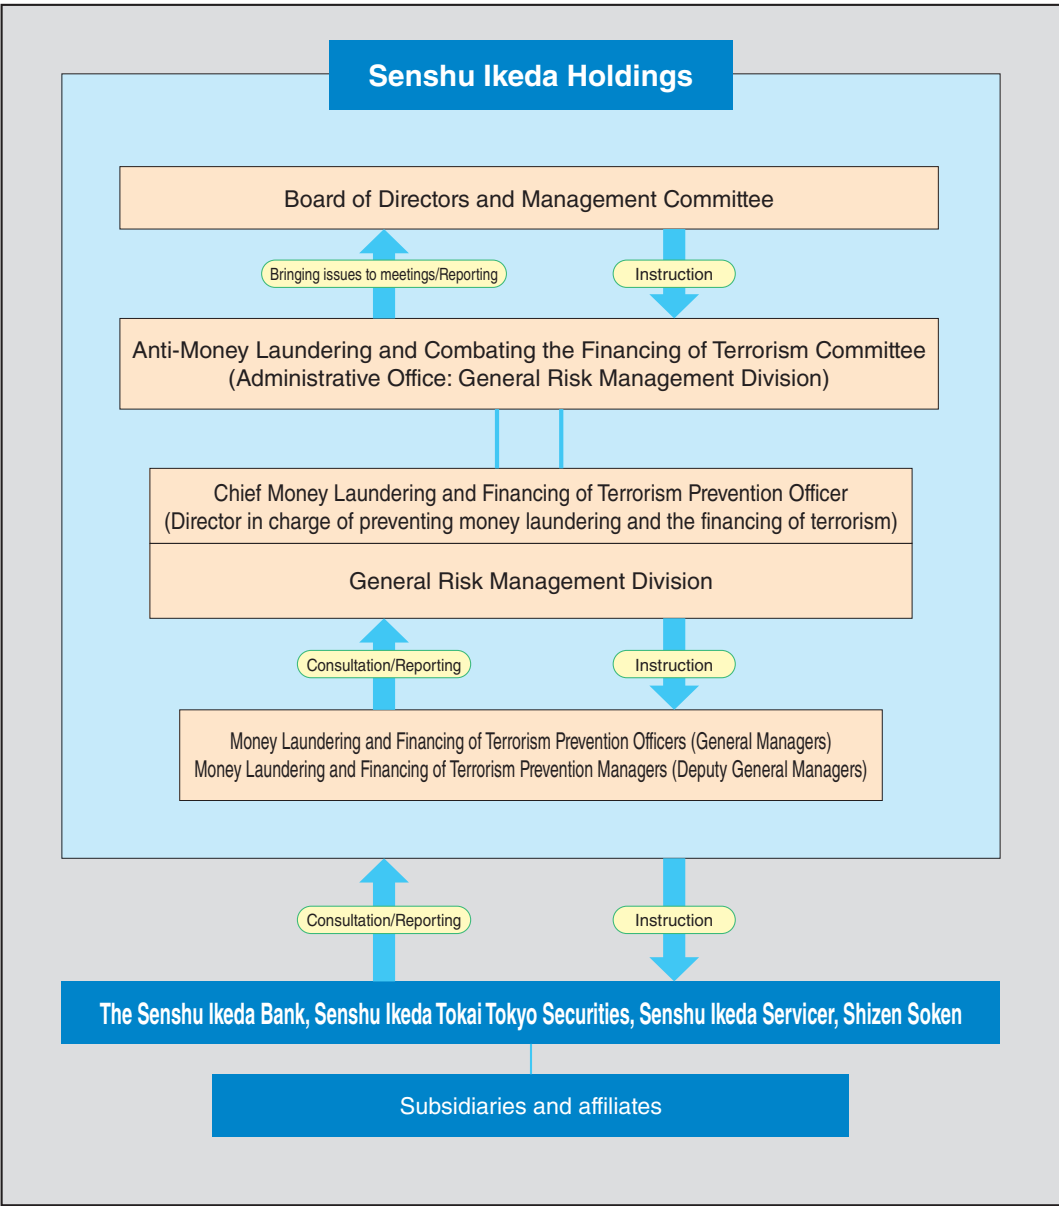 Senshu Ikeda Holdings
Board of Directors and Management Committee
Bringing issues to meetings/Reporting
Instruction
Anti-Money Laundering and Combating the Financing of Terrorism Committee
(Administrative Office: General Risk Management Division)
Chief Money Laundering and Financing of Terrorism Prevention Officer
(Director in charge of preventing money laundering and the financing of terrorism)
General Risk Management Division
Consultation/Reporting
Instruction
Money Laundering and Financing of Terrorism Prevention Officers (General Managers)
Money Laundering and Financing of Terrorism Prevention Managers (Deputy General Managers)
Consultation/Reporting
Instruction
The Senshu Ikeda Bank, Senshu Ikeda Tokai Tokyo Securities, Senshu Ikeda Servicer, Shizen Soken
Subsidiaries and affiliates